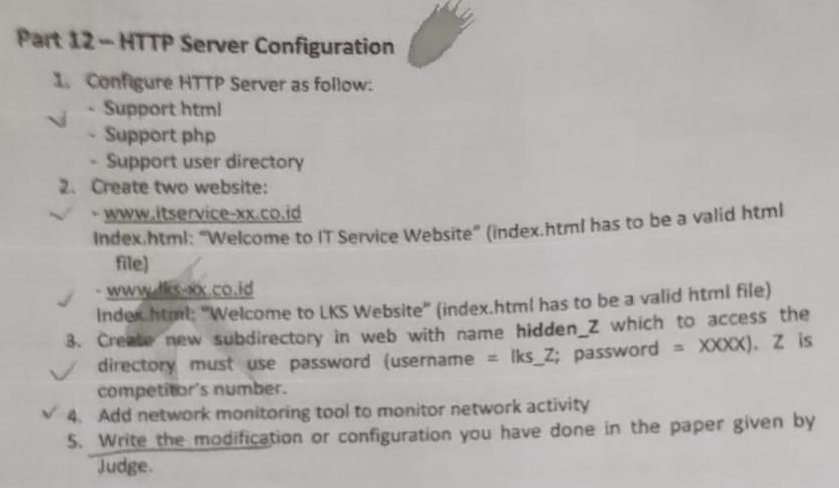 Part 12 – HTTP Server Configuration
1. Configure HTTP Server as follow:
- Support html
- Support php
- Support user directory
2. Create two website:
- www.itservice-xx.co.id
Index.html: "Welcome to IT Service Website" (index.html has to be a valid html
file)
- www.lks-xx.co.id
Index.html: "Welcome to LKS Website" (index.html has to be a valid html file)
3. Create new subdirectory in web with name hidden_Z which to access the
directory must use password (username = lks_Z; password = XXXX). Z is
competitor's number.
4. Add network monitoring tool to monitor network activity
5. Write the modification or configuration you have done in the paper given by
Judge.